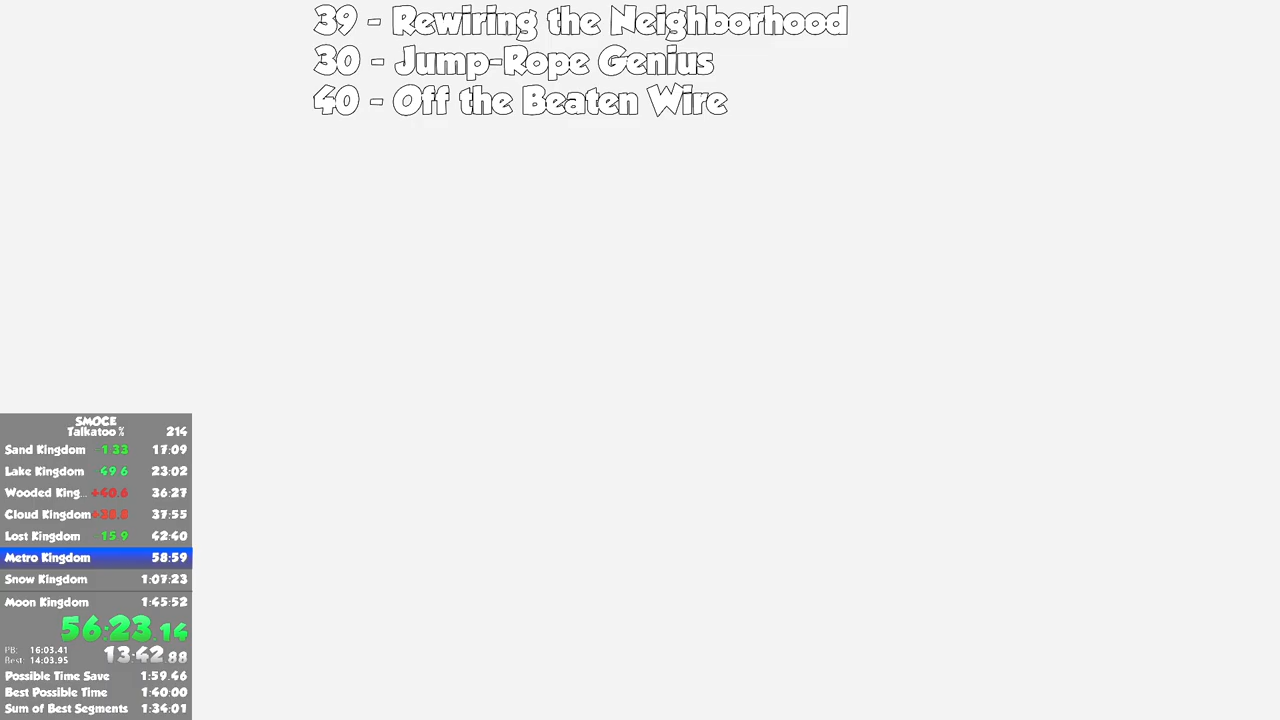 39 - Rewiring the Neighborhood
30 - Jump-Rope Genius
40 - Off the Beaten Wire
SMOCE
Talkatoo% 214
Sand Kingdom 1 33 17:09
Lake Kingdom 49 6 23:02
Wooded King... +40.6 36:27
Cloud Kingdom +38.8 37:55
Lost Kingdom 15 9 42:40
Metro Kingdom 58:59
Snow Kingdom 1:07:23
Moon Kingdom 1:45:52
56:23.14
PB: 16:03.41
Best: 14:03.95
13:42.88
Possible Time Save 1:59.46
Best Possible Time 1:40:00
Sum of Best Segments 1:34:01